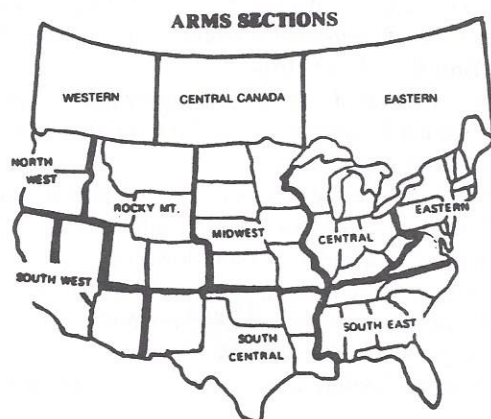 ARMS SECTIONS
WESTERN
CENTRAL CANADA
EASTERN
NORTH
WEST
ROCKY MT.
MIDWEST
CENTRAL
EASTERN
SOUTH WEST
SOUTH
CENTRAL
SOUTH EAST